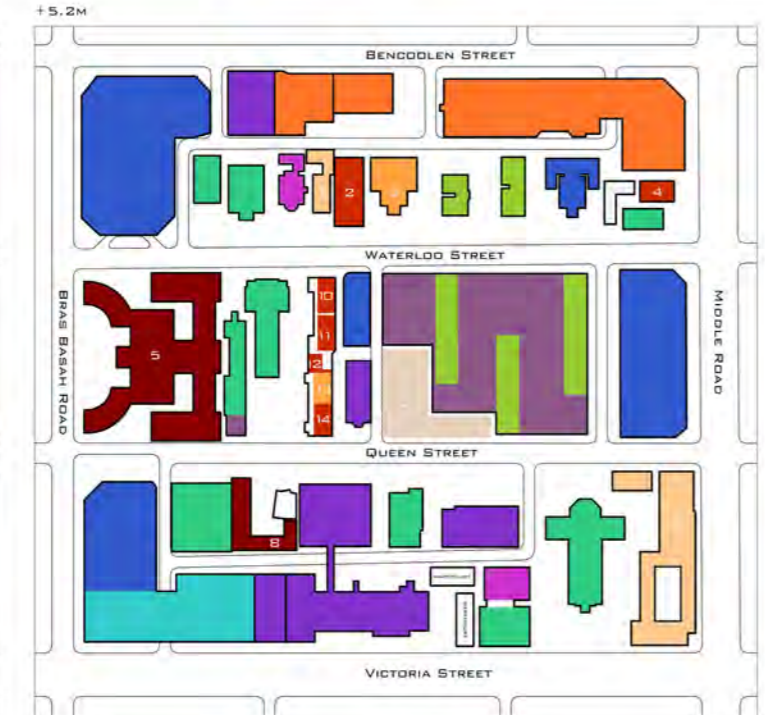 +5.2M
BENCOOLEN STREET
2
4
WATERLOO STREET
BRAS BASAH ROAD
MIDDLE ROAD
10
11
5
12
14
QUEEN STREET
8
VICTORIA STREET